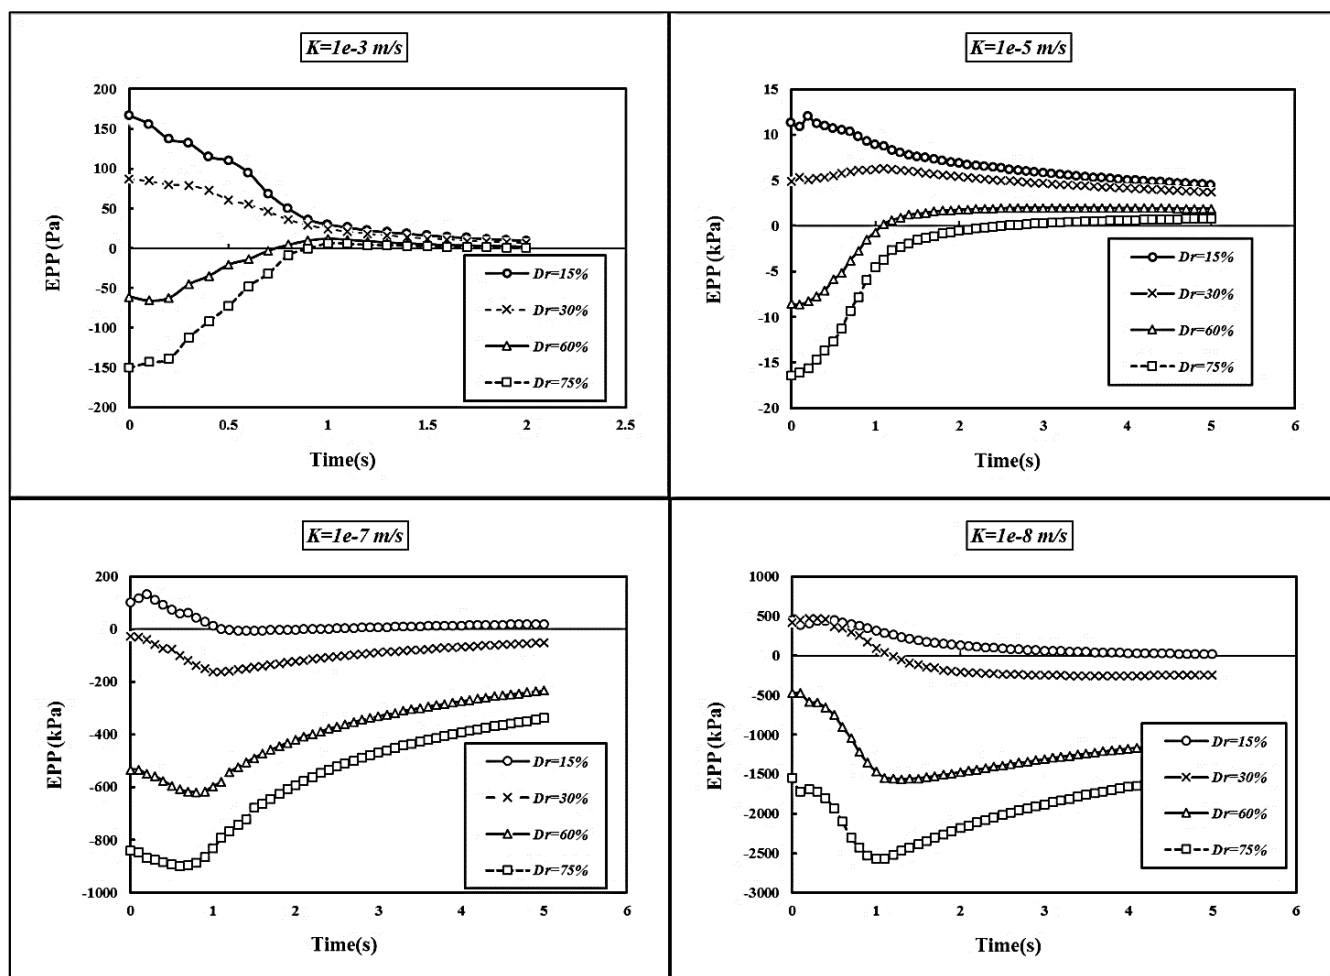 K=1e-3 m/s
EPP (Pa)
200
150
100
50
0
-50
-100
-150
-200
0
0.5
1
1.5
2
2.5
Time(s)
Dr=15%
Dr=30%
Dr=60%
Dr=75%
K=1e-5 m/s
EPP (kPa)
15
10
5
0
-5
-10
-15
-20
0
1
2
3
4
5
6
Time(s)
Dr=15%
Dr=30%
Dr=60%
Dr=75%
K=1e-7 m/s
EPP (kPa)
200
0
-200
-400
-600
-800
-1000
0
1
2
3
4
5
6
Time(s)
Dr=15%
Dr=30%
Dr=60%
Dr=75%
K=1e-8 m/s
EPP (kPa)
1000
500
0
-500
-1000
-1500
-2000
-2500
-3000
0
1
2
3
4
5
6
Time(s)
Dr=15%
Dr=30%
Dr=60%
Dr=75%